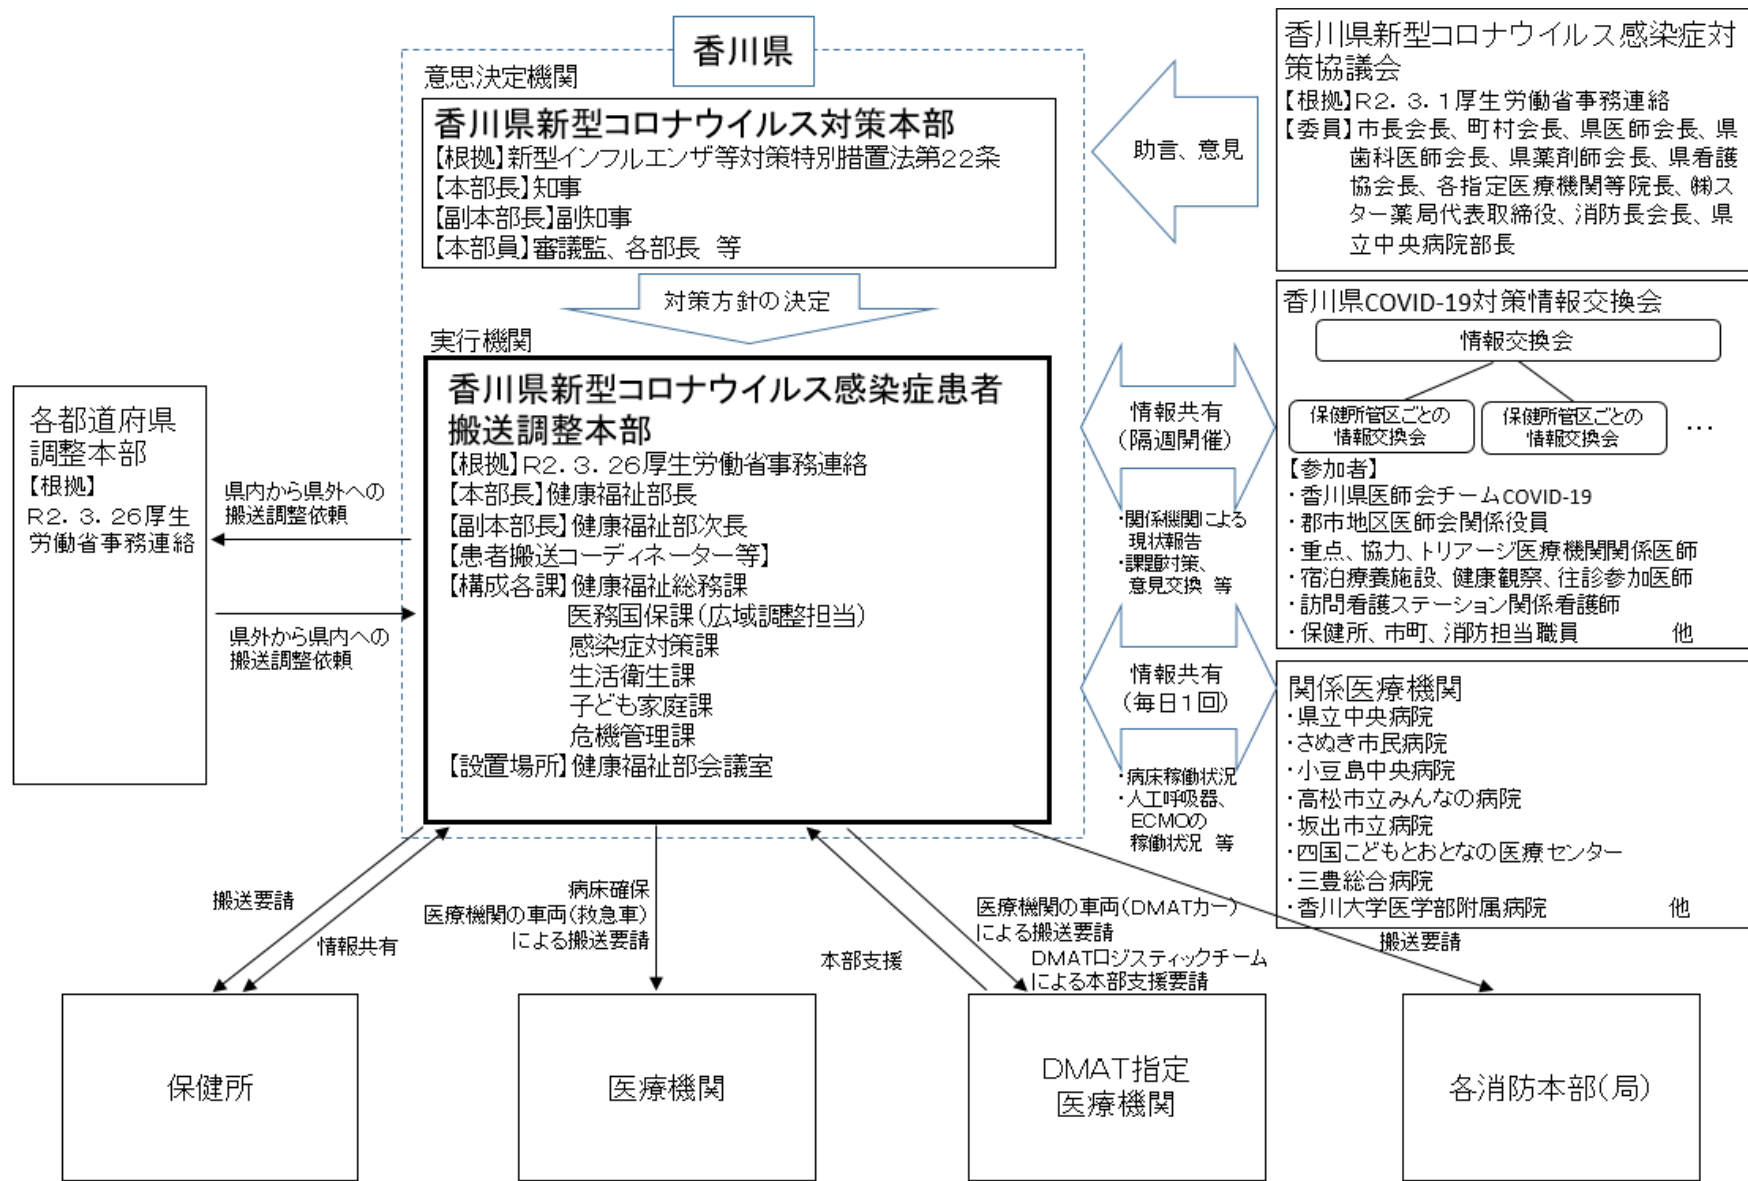 香川県
意思決定機関
香川県新型コロナウイルス対策本部
【根拠】新型インフルエンザ等対策特別措置法第22条
【本部長】知事
【副本部長】副知事
【本部員】審議監、各部長 等
対策方針の決定
実行機関
香川県新型コロナウイルス感染症患者
搬送調整本部
【根拠】R2.3.26厚生労働省事務連絡
【本部長】健康福祉部長
【副本部長】健康福祉部次長
【患者搬送コーディネーター等】
【構成各課】健康福祉総務課
医務国保課(広域調整担当)
感染症対策課
生活衛生課
子ども家庭課
危機管理課
【設置場所】健康福祉部会議室
各都道府県
調整本部
【根拠】
R2.3.26厚生
労働省事務連絡
県内から県外への
搬送調整依頼
県外から県内への
搬送調整依頼
助言、意見
香川県新型コロナウイルス感染症対
策協議会
【根拠】R2.3.1厚生労働省事務連絡
【委員】市長会長、町村会長、県医師会長、県
歯科医師会長、県薬剤師会長、県看護
協会長、各指定医療機関等院長、㈱ス
ター薬局代表取締役、消防長会長、県
立中央病院部長
情報共有
(隔週開催)
・関係機関による
現状報告
・課題対策、
意見交換 等
香川県COVID-19対策情報交換会
情報交換会
保健所管区ごとの
情報交換会
保健所管区ごとの
情報交換会
…
【参加者】
・香川県医師会チームCOVID-19
・郡市地区医師会関係役員
・重点、協力、トリアージ医療機関関係医師
・宿泊療養施設、健康観察、往診参加医師
・訪問看護ステーション関係看護師
・保健所、市町、消防担当職員 他
情報共有
(毎日1回)
・病床稼働状況
・人工呼吸器、
ECMOの
稼働状況 等
関係医療機関
・県立中央病院
・さぬき市民病院
・小豆島中央病院
・高松市立みんなの病院
・坂出市立病院
・四国こどもとおとなの医療センター
・三豊総合病院
・香川大学医学部附属病院 他
搬送要請
情報共有
病床確保
医療機関の車両(救急車)
による搬送要請
本部支援
医療機関の車両(DMATカー)
による搬送要請
DMATロジスティックチーム
による本部支援要請
搬送要請
保健所
医療機関
DMAT指定
医療機関
各消防本部(局)